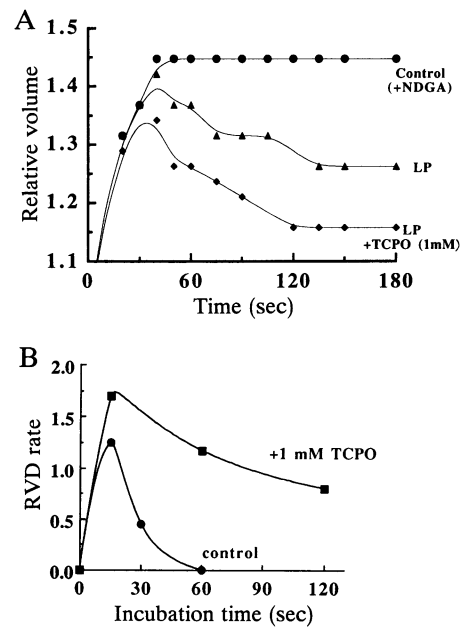 A
Relative volume
1.5
1.4
1.3
1.2
1.1
Control
(+NDGA)
LP
LP
+TCPO (1mM)
0
60
120
180
Time (sec)
B
RVD rate
2.0
1.5
1.0
0.5
0.0
+1 mM TCPO
control
0
30
60
90
120
Incubation time (sec)